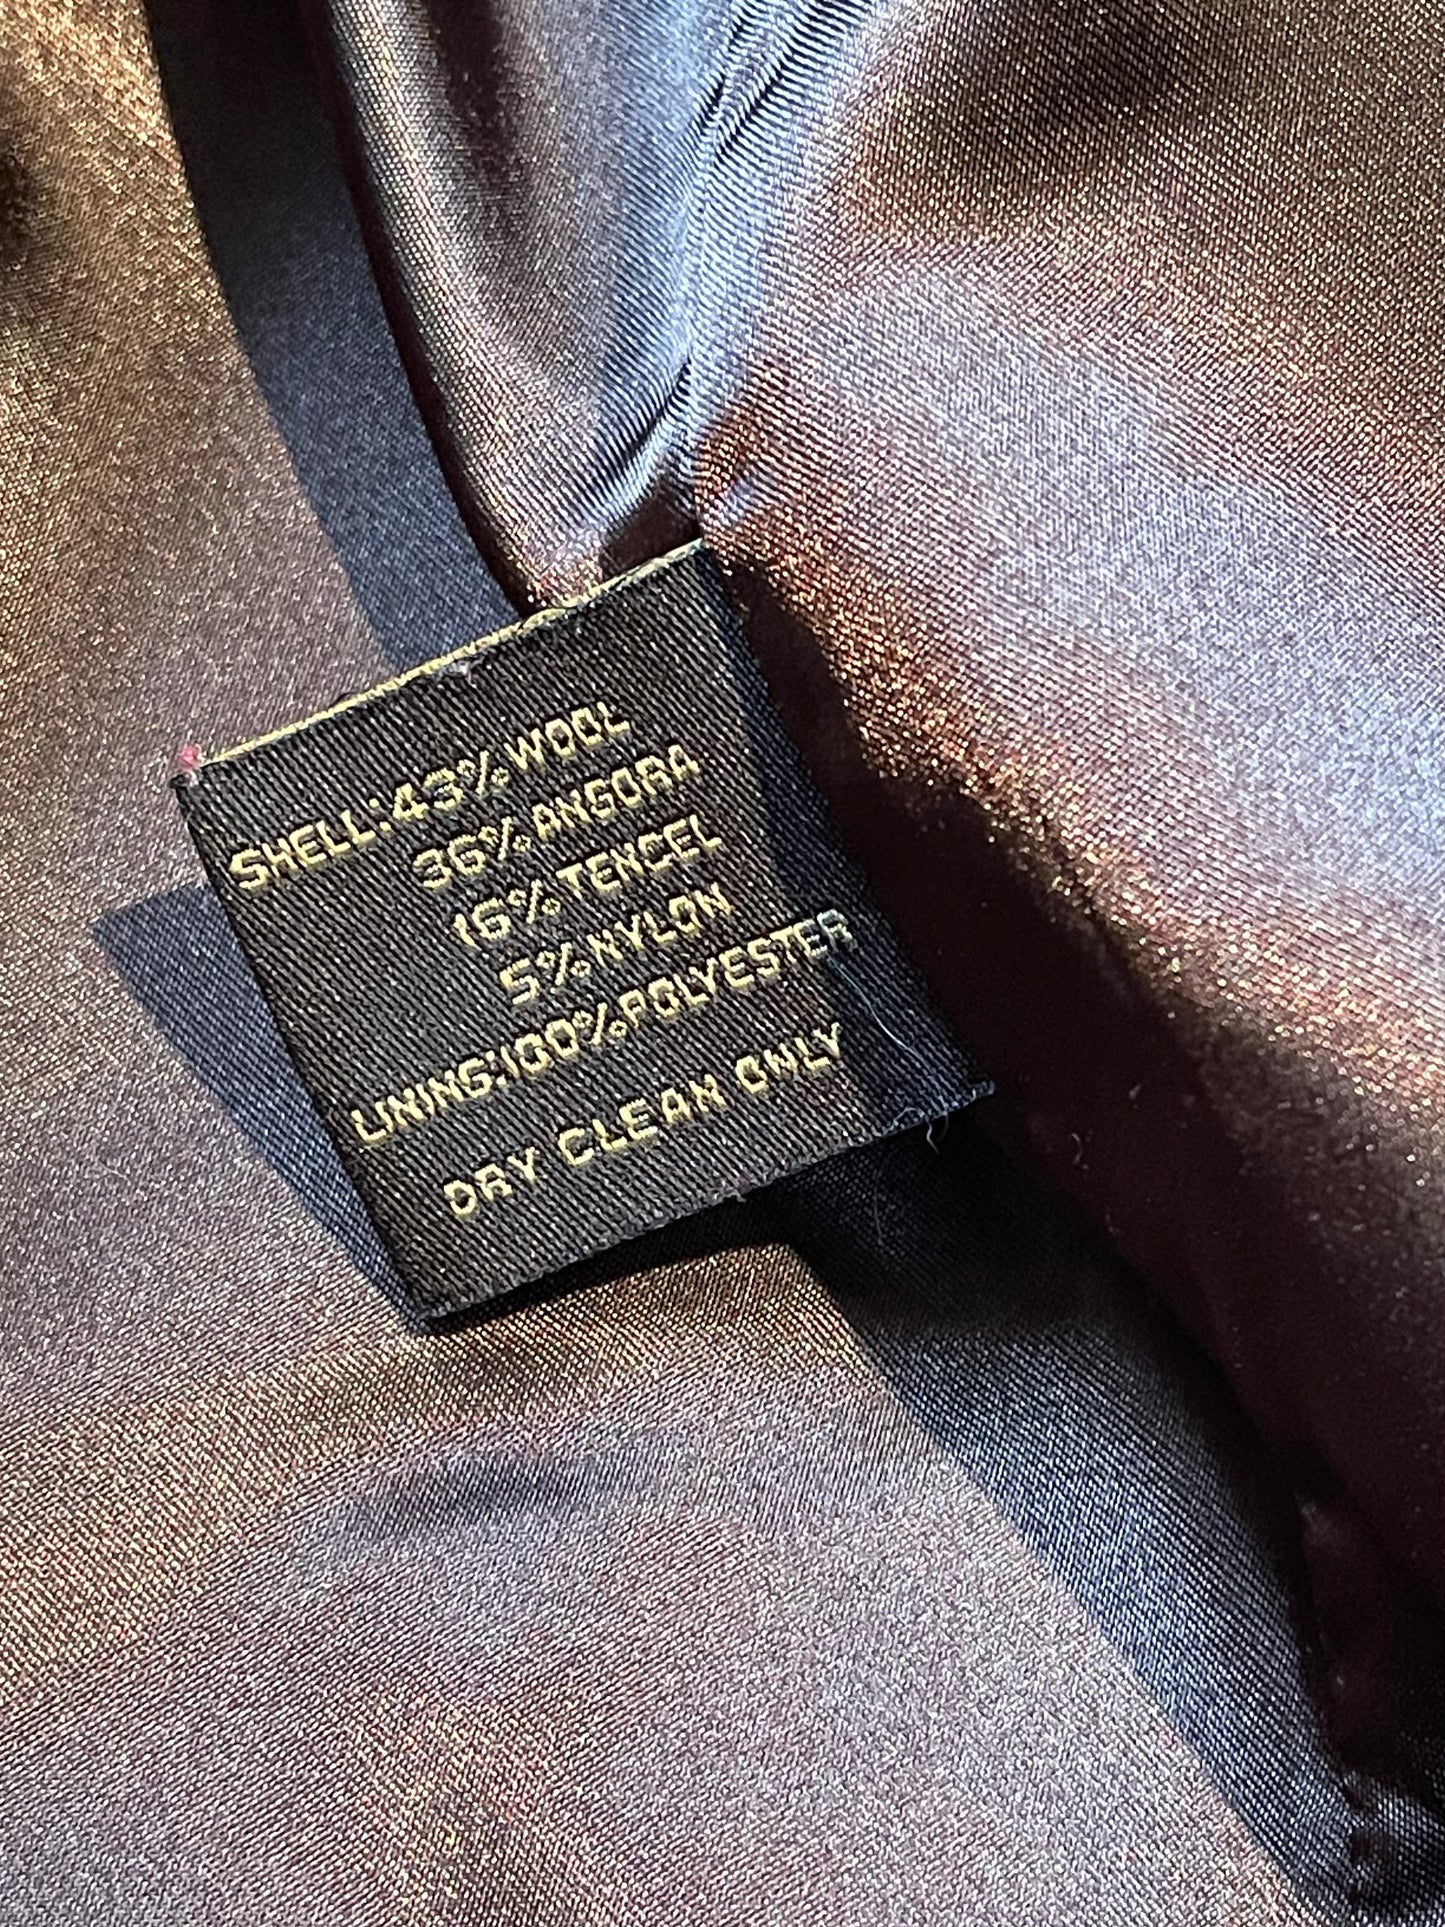 SHELL:43%WOOL
36%ANGORA
16%TENCEL
5%NYLON
LINING:100%POLYESTER
DRY CLEAN ONLY